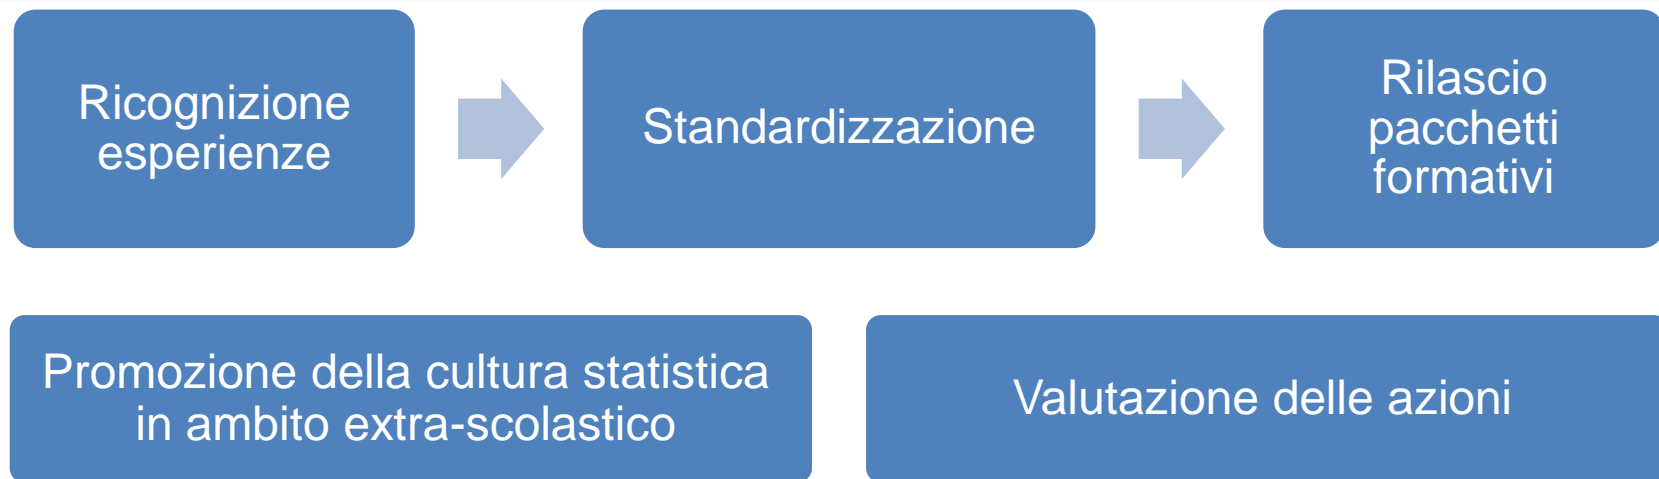 Ricognizione
esperienze
Standardizzazione
Rilascio
pacchetti
formativi
Promozione della cultura statistica
in ambito extra-scolastico
Valutazione delle azioni